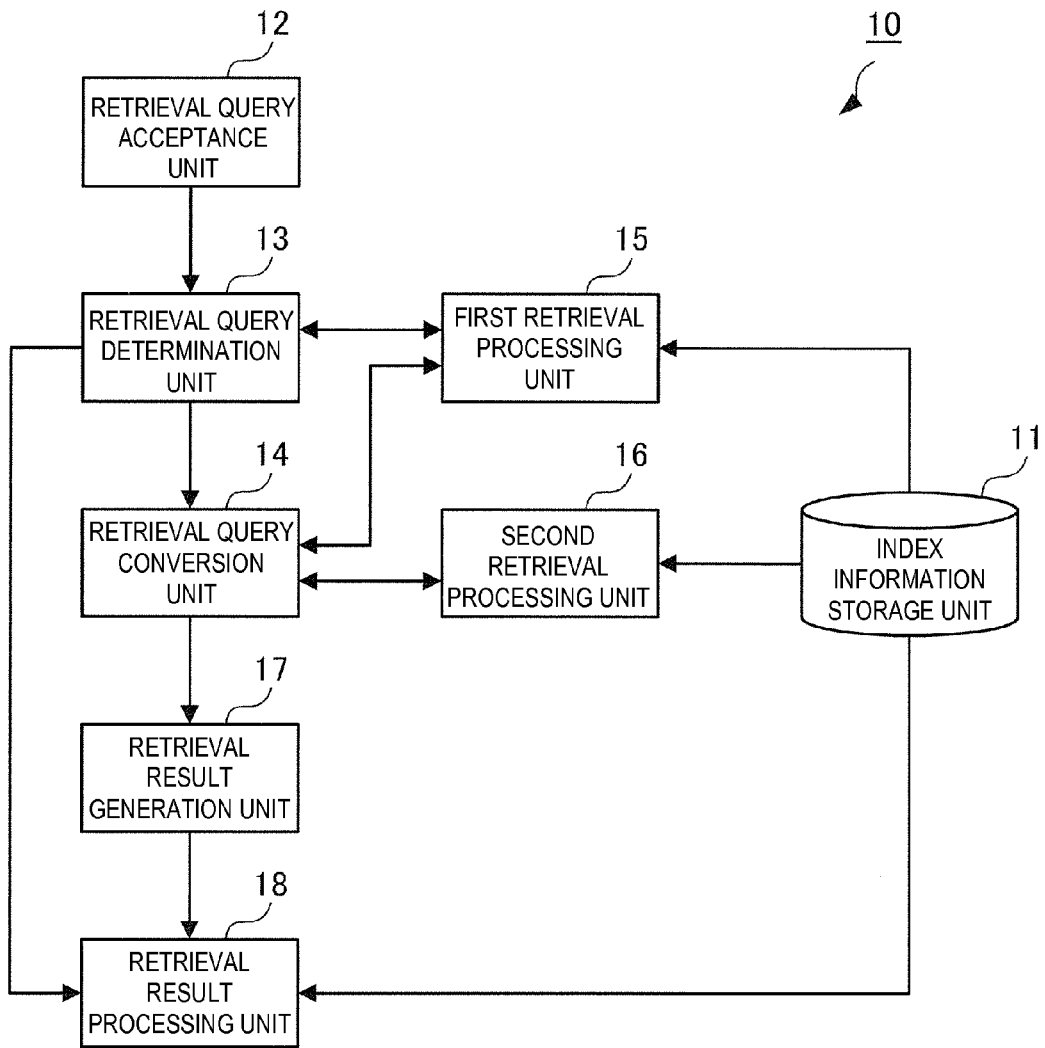 12
10
RETRIEVAL QUERY
ACCEPTANCE
UNIT
13
RETRIEVAL QUERY
DETERMINATION
UNIT
15
FIRST RETRIEVAL
PROCESSING
UNIT
14
RETRIEVAL QUERY
CONVERSION
UNIT
16
SECOND
RETRIEVAL
PROCESSING UNIT
11
INDEX
INFORMATION
STORAGE UNIT
17
RETRIEVAL
RESULT
GENERATION UNIT
18
RETRIEVAL
RESULT
PROCESSING UNIT